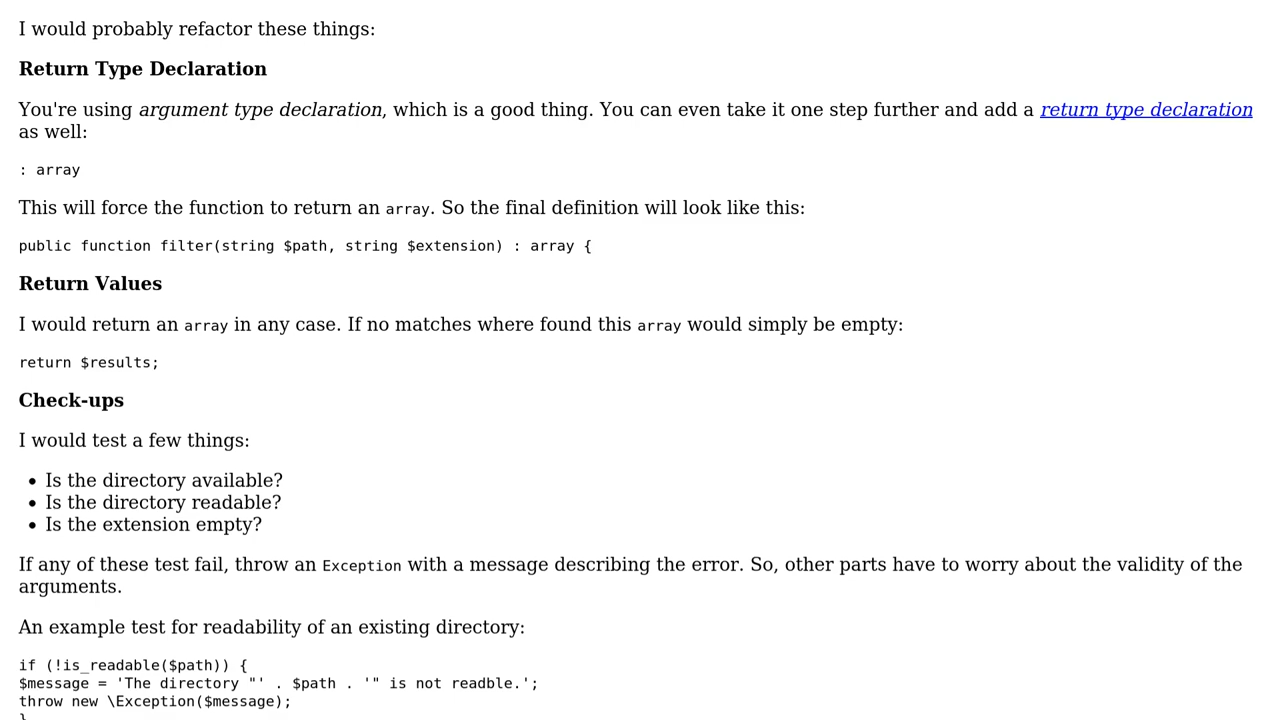 I would probably refactor these things:
Return Type Declaration
You're using argument type declaration, which is a good thing. You can even take it one step further and add a return type declaration
as well:
: array
This will force the function to return an array. So the final definition will look like this:
public function filter(string $path, string $extension) : array {
Return Values
I would return an array in any case. If no matches where found this array would simply be empty:
return $results;
Check-ups
I would test a few things:
• Is the directory available?
• Is the directory readable?
• Is the extension empty?
If any of these test fail, throw an Exception with a message describing the error. So, other parts have to worry about the validity of the
arguments.
An example test for readability of an existing directory:
if (!is_readable($path)) {
$message = 'The directory "' . $path . '" is not readble.';
throw new \Exception($message);
}